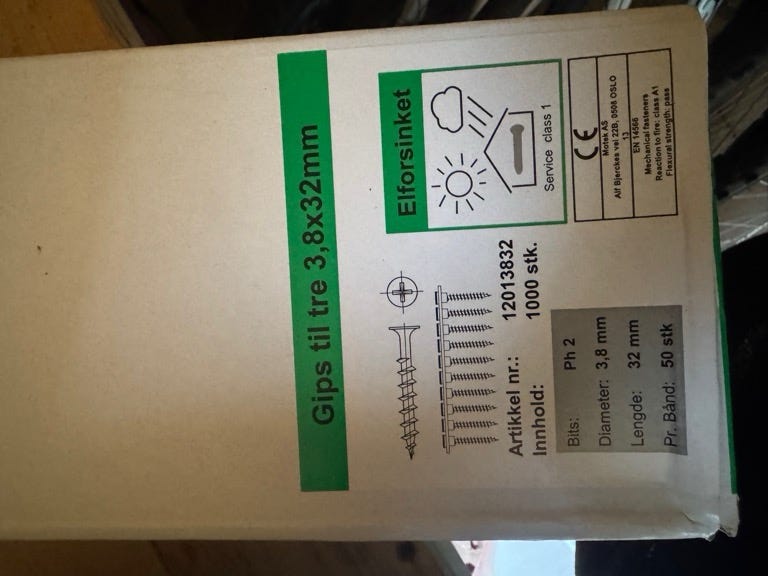 Gips til tre 3,8x32mm
Elforsinket
Service class 1
CE
Motek AS
Alf Bjerckes vei 22B, 0508 OSLO
13
EN 14566
Mechanical fasteners
Reaction to fire: class A1
Flexural strength: pass
Artikkel nr.: 12013832
Innhold: 1000 stk.
Bits: Ph 2
Diameter: 3,8 mm
Lengde: 32 mm
Pr. Bånd: 50 stk